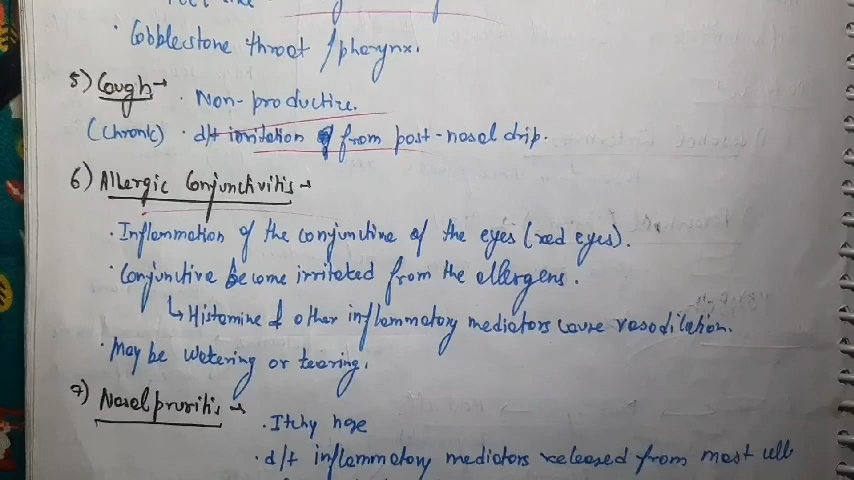 · Cobblestone throat / pharynx.
5) Cough → · Non-productive.
(Chronic) · d/t irritation from post-nasal drip.
6) Allergic Conjunctivitis →
· Inflammation of the conjunctiva of the eyes (red eyes).
· Conjunctiva become irritated from the allergens.
↳ Histamine & other inflammatory mediators cause vasodilation.
· May be watering or tearing.
7) Nasal pruritis →
· Itchy nose
· d/t inflammatory mediators released from mast cell